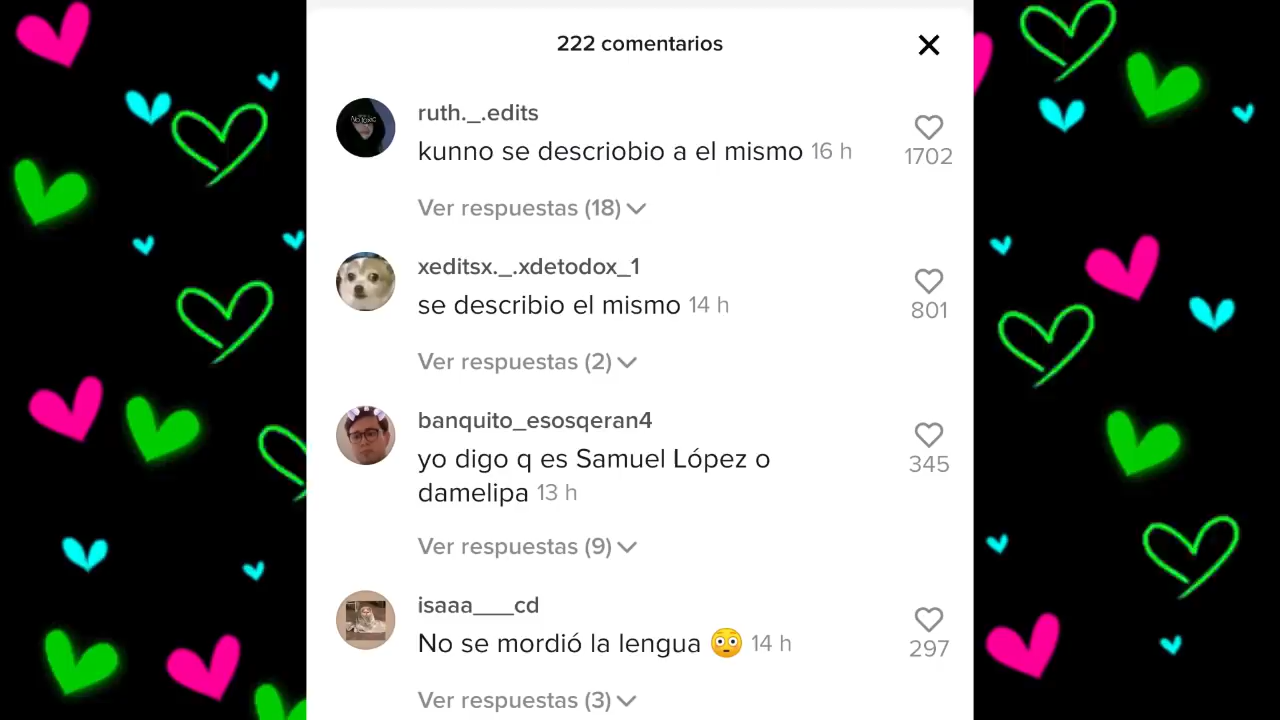 222 comentarios
ruth._.edits
kunno se descriobio a el mismo 16 h
1702
Ver respuestas (18)
xeditsx._.xdetodox_1
se describio el mismo 14 h
801
Ver respuestas (2)
banquito_esosqeran4
yo digo q es Samuel López o
damelipa 13 h
345
Ver respuestas (9)
isaaa___cd
No se mordió la lengua 😳 14 h
297
Ver respuestas (3)